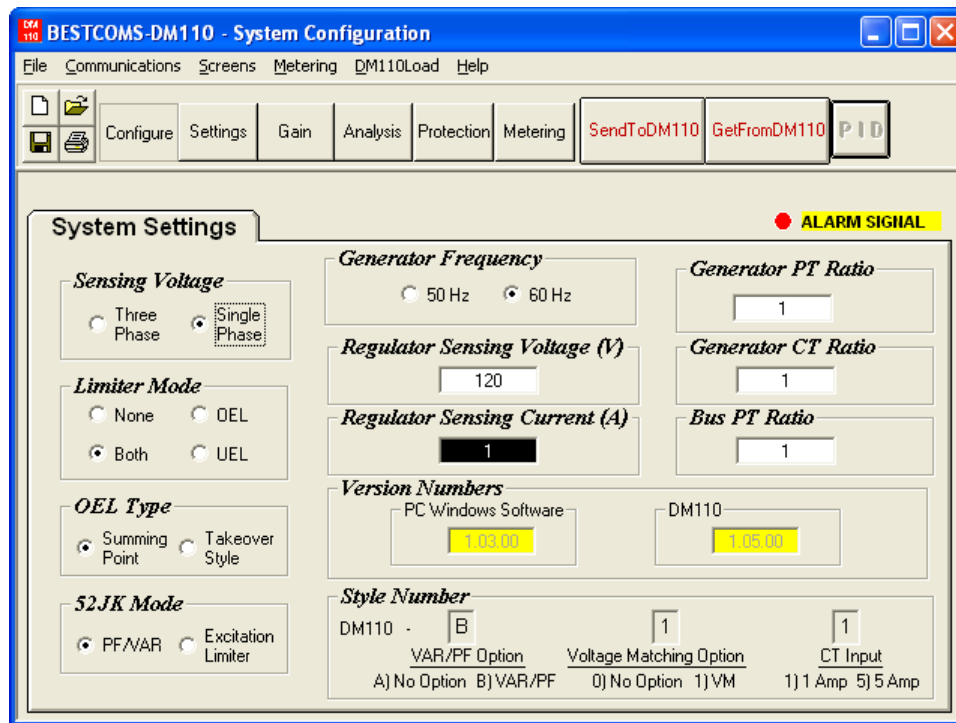 DM 110 BESTCOMS-DM110 - System Configuration
File Communications Screens Metering DM110Load Help
Configure Settings Gain Analysis Protection Metering SendToDM110 GetFromDM110 PID
System Settings
ALARM SIGNAL
Sensing Voltage
Three Phase
Single Phase
Limiter Mode
None OEL
Both UEL
OEL Type
Summing Point
Takeover Style
52JK Mode
PF/VAR
Excitation Limiter
Generator Frequency
50 Hz 60 Hz
Regulator Sensing Voltage (V)
120
Regulator Sensing Current (A)
1
Generator PT Ratio
1
Generator CT Ratio
1
Bus PT Ratio
1
Version Numbers
PC Windows Software
1.03.00
DM110
1.05.00
Style Number
DM110 - B 1 1
VAR/PF Option Voltage Matching Option CT Input
A) No Option B) VAR/PF 0) No Option 1) VM 1) 1 Amp 5) 5 Amp